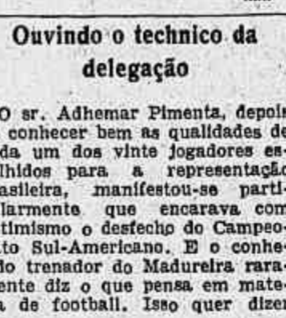 Ouvindo o technico da
delegação
O sr. Adhemar Pimenta, depois
conhecer bem as qualidades de
da um dos vinte jogadores es-
lhidos para a representação
asileira, manifestou-se parti-
larmente que encarava com
timismo o desfecho do Campeo-
to Sul-Americano. E o conhe-
do trenador do Madureira rara-
ente diz o que pensa em mate-
a de football. Isso quer dizer